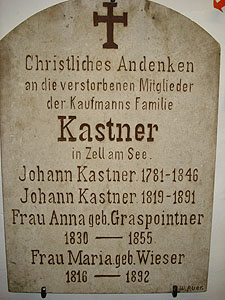 Christliches Andenken
an die verstorbenen Mitglieder
der Kaufmanns Familie
Kastner
in Zell am See.
Johann Kastner 1781-1846
Johann Kastner 1819-1891
Frau Anna geb. Graspointner
1830 — 1855.
Frau Maria geb. Wieser
1816 — 1892